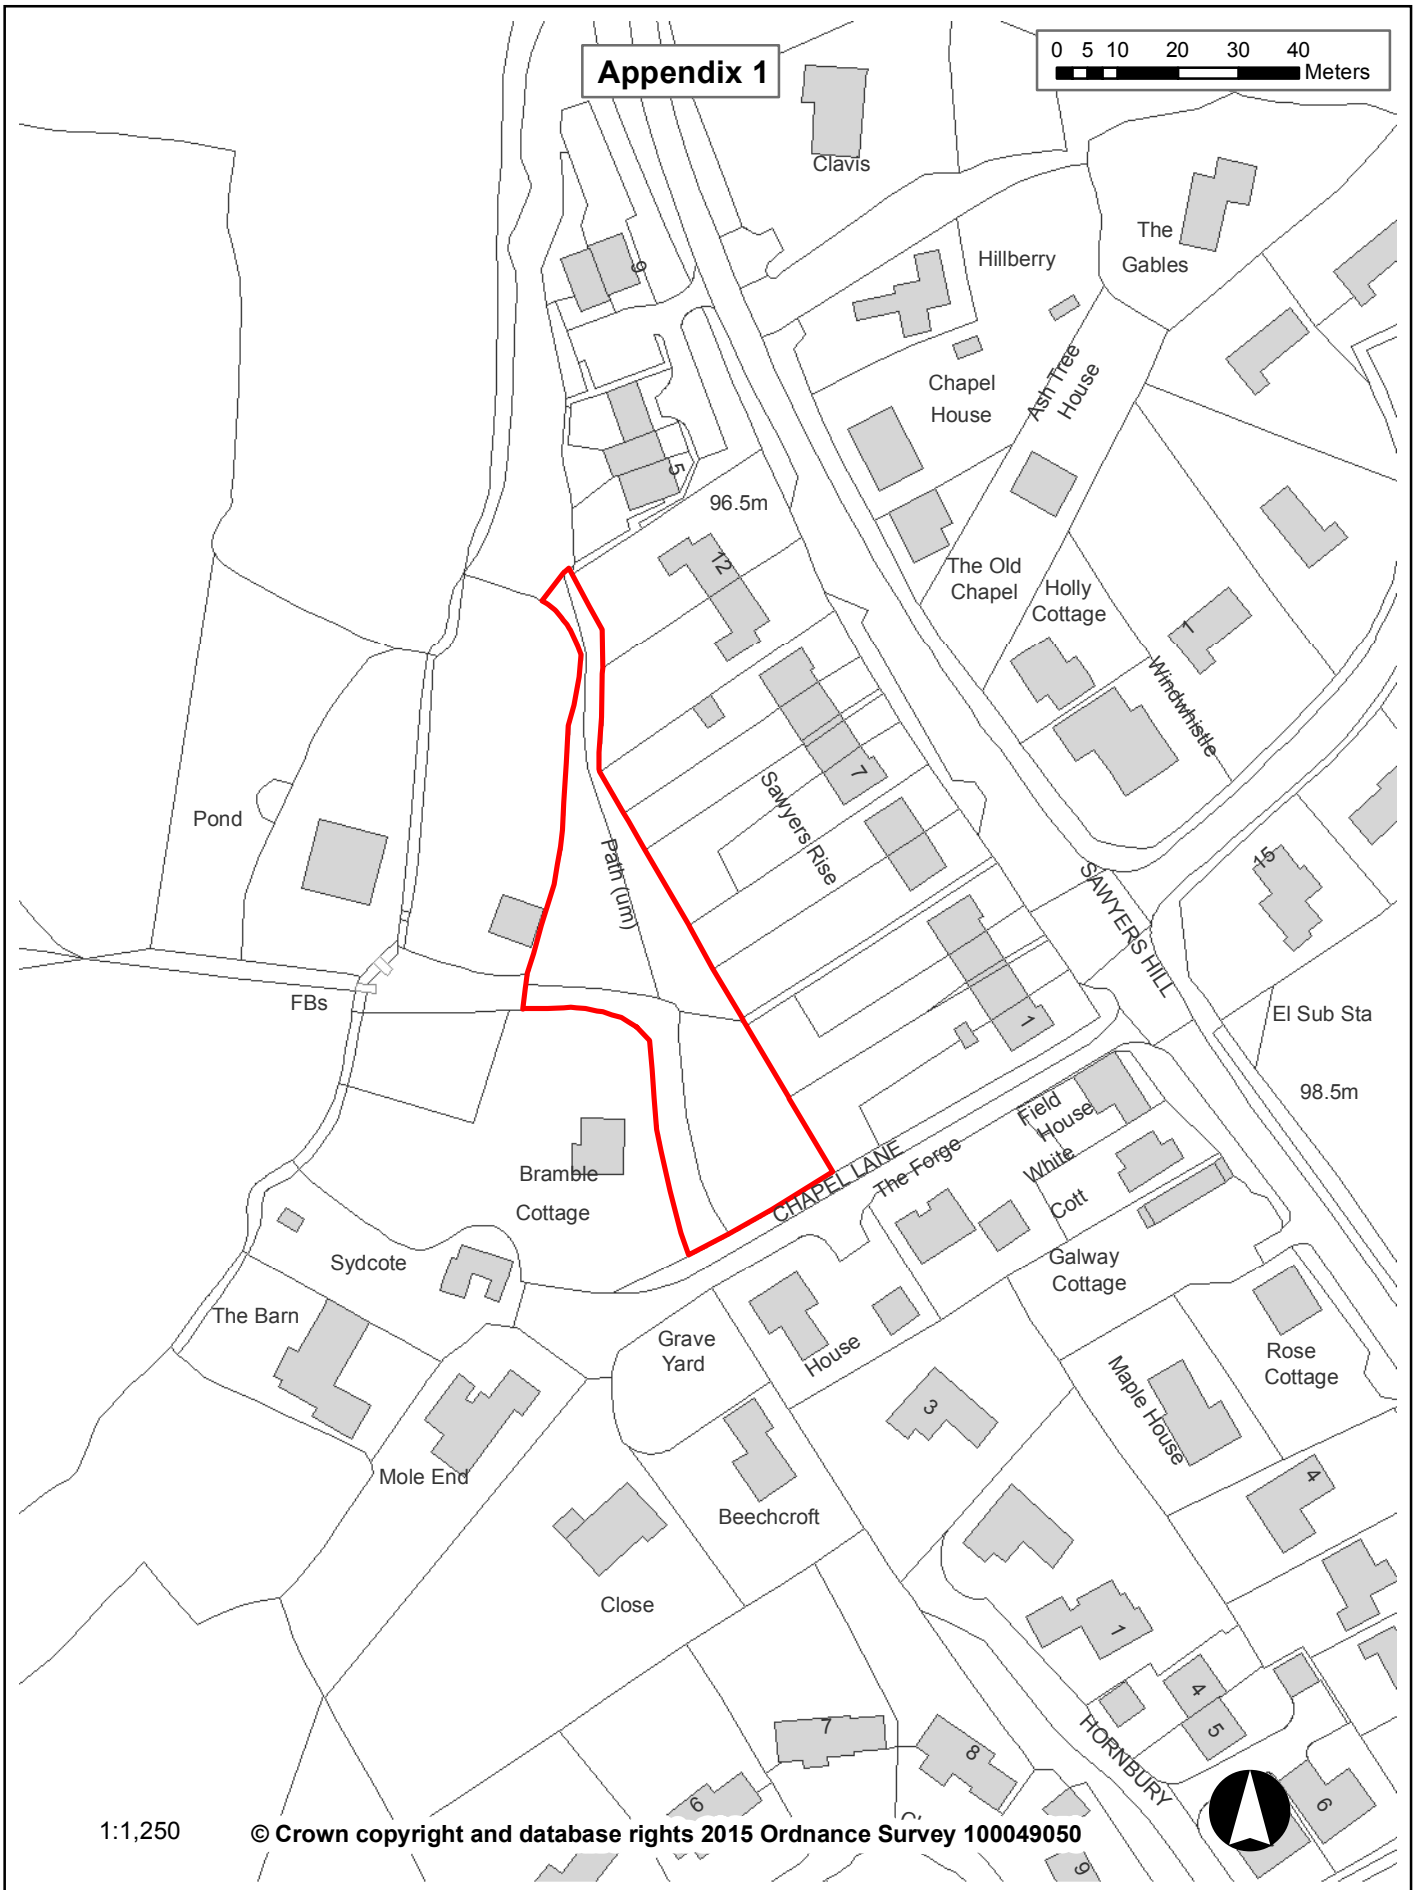 Appendix 1
0 5 10 20 30 40
Meters
Clavis
The
Gables
Hillberry
9
Ash Tree
House
Chapel
House
5
96.5m
12
The Old
Chapel
Holly
Cottage
1
Windwhistle
7
Sawyers Rise
Pond
Path (um)
15
SAWYERS HILL
FBs
El Sub Sta
1
98.5m
Field
House
The Forge
White
Cott
CHAPEL LANE
Bramble
Cottage
Sydcote
Galway
Cottage
The Barn
Grave
Yard
House
Rose
Cottage
Maple House
3
Mole End
4
Beechcroft
Close
1
4
5
7
8
HORNBURY
6
6
9
1:1,250
© Crown copyright and database rights 2015 Ordnance Survey 100049050